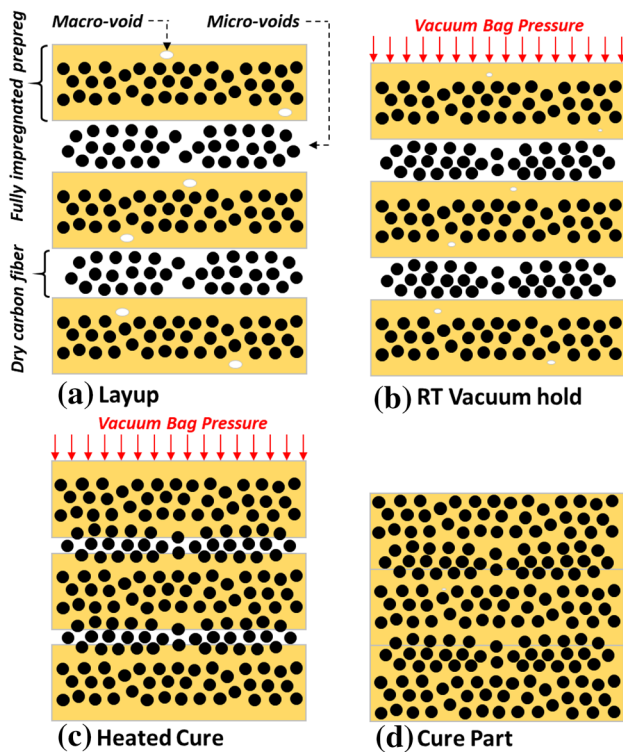 Macro-void
Micro-voids
Fully impregnated prepreg
Dry carbon fiber
(a) Layup
Vacuum Bag Pressure
(b) RT Vacuum hold
Vacuum Bag Pressure
(c) Heated Cure
(d) Cure Part